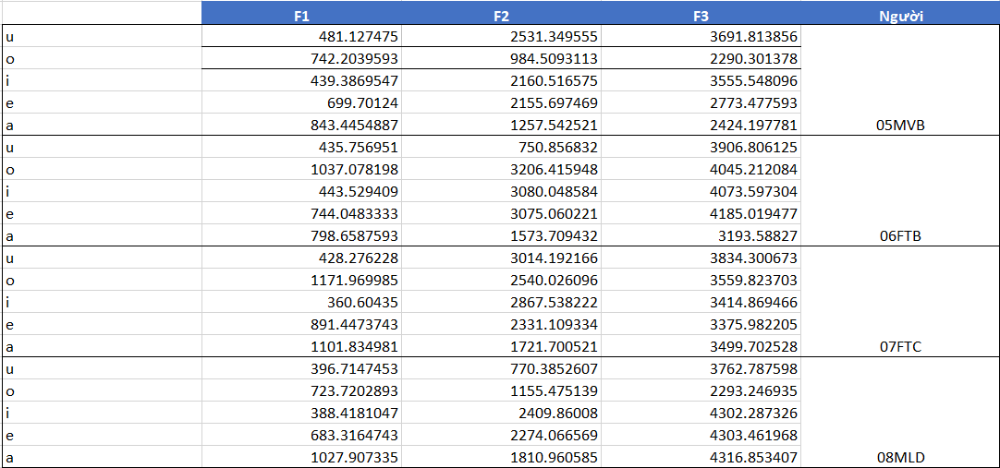 F1 F2 F3 Người
u 481.127475 2531.349555 3691.813856
o 742.2039593 984.5093113 2290.301378
i 439.3869547 2160.516575 3555.548096
e 699.70124 2155.697469 2773.477593
a 843.4454887 1257.542521 2424.197781 05MVB
u 435.756951 750.856832 3906.806125
o 1037.078198 3206.415948 4045.212084
i 443.529409 3080.048584 4073.597304
e 744.0483333 3075.060221 4185.019477
a 798.6587593 1573.709432 3193.58827 06FTB
u 428.276228 3014.192166 3834.300673
o 1171.969985 2540.026096 3559.823703
i 360.60435 2867.538222 3414.869466
e 891.4473743 2331.109334 3375.982205
a 1101.834981 1721.700521 3499.702528 07FTC
u 396.7147453 770.3852607 3762.787598
o 723.7202893 1155.475139 2293.246935
i 388.4181047 2409.86008 4302.287326
e 683.3164743 2274.066569 4303.461968
a 1027.907335 1810.960585 4316.853407 08MLD